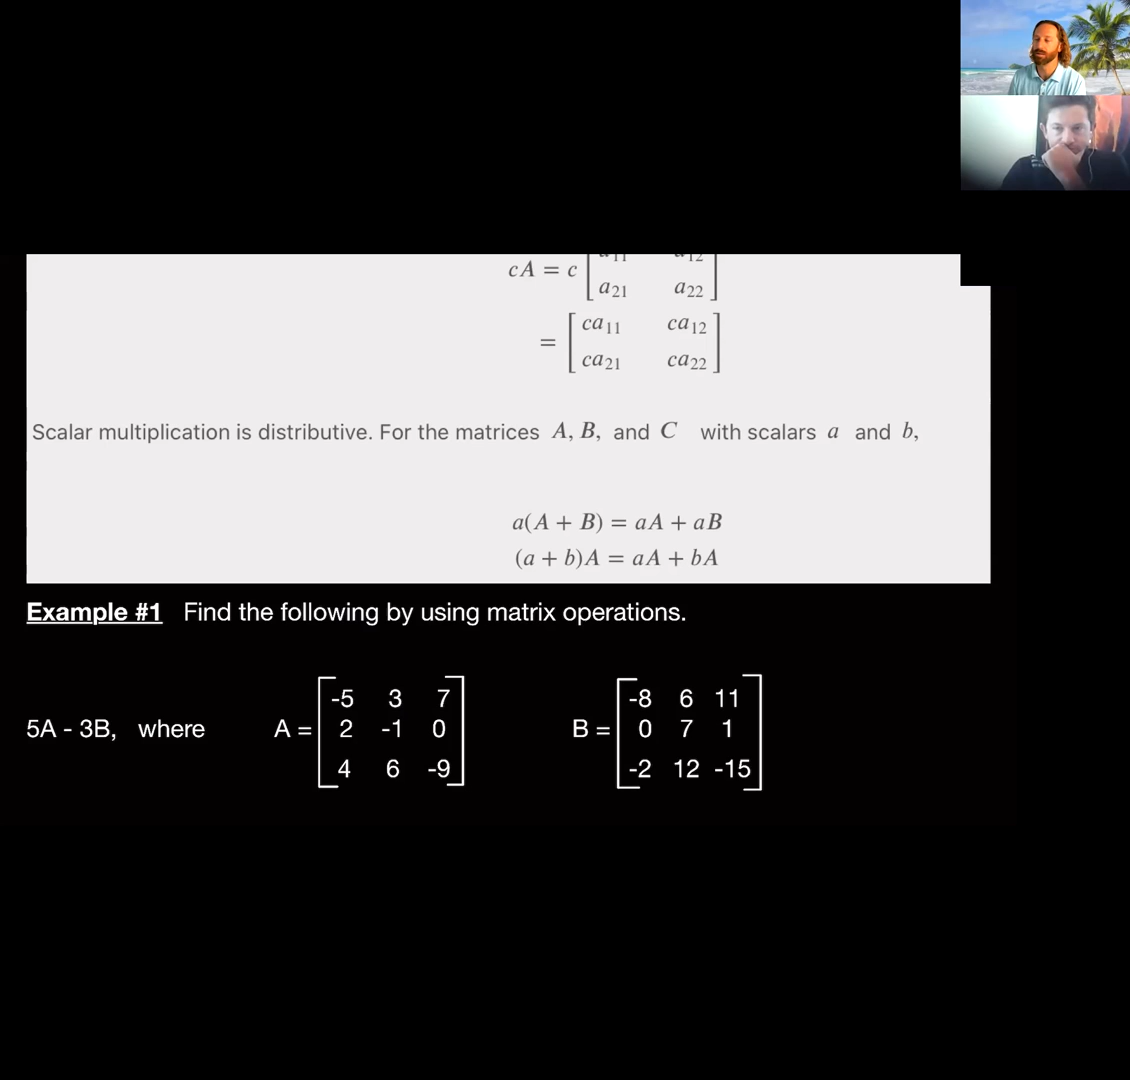 cA = c [ a11 a12
a21 a22 ]
= [ ca11 ca12
ca21 ca22 ]
Scalar multiplication is distributive. For the matrices A, B, and C with scalars a and b,
a(A + B) = aA + aB
(a + b)A = aA + bA
Example #1 Find the following by using matrix operations.
5A - 3B, where A = [ -5 3 7
2 -1 0
4 6 -9 ]
B = [ -8 6 11
0 7 1
-2 12 -15 ]